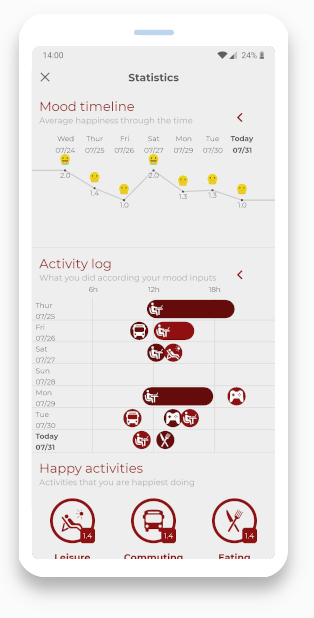 14:00 24%
Statistics
Mood timeline
Average happiness through the time
Wed Thur Fri Sat Mon Tue Today
07/24 07/25 07/26 07/27 07/29 07/30 07/31
2.0 1.4 1.0 2.0 1.3 1.3 1.0
Activity log
What you did according your mood inputs
6h 12h 18h
Thur
07/25
Fri
07/26
Sat
07/27
Sun
07/28
Mon
07/29
Tue
07/30
Today
07/31
Happy activities
Activities that you are happiest doing
1.4 1.4 1.4
Leisure Commuting Eating